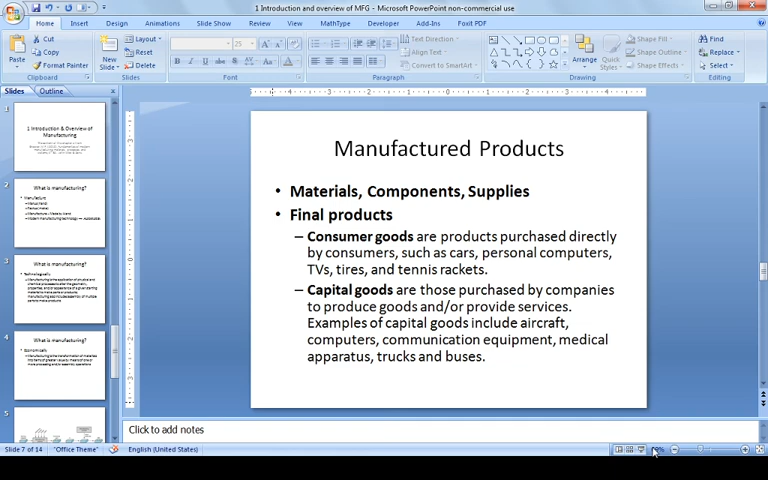 1 Introduction and overview of MFG - Microsoft PowerPoint non-commercial use
Home Insert Design Animations Slide Show Review View MathType Developer Add-Ins Foxit PDF
Paste
Cut
Copy
Format Painter
Clipboard
New Slide
Layout
Reset
Delete
Slides
25
B I U
Font
Paragraph
Text Direction
Align Text
Convert to SmartArt
Arrange
Quick Styles
Shape Fill
Shape Outline
Shape Effects
Drawing
Find
Replace
Select
Editing
Slides Outline
1
1 Introduction & Overview of
Manufacturing
2
What is manufacturing?
3
What is manufacturing?
4
What is manufacturing?
5
Manufactured Products
• Materials, Components, Supplies
• Final products
– Consumer goods are products purchased directly
by consumers, such as cars, personal computers,
TVs, tires, and tennis rackets.
– Capital goods are those purchased by companies
to produce goods and/or provide services.
Examples of capital goods include aircraft,
computers, communication equipment, medical
apparatus, trucks and buses.
Click to add notes
Slide 7 of 14 "Office Theme" English (United States)